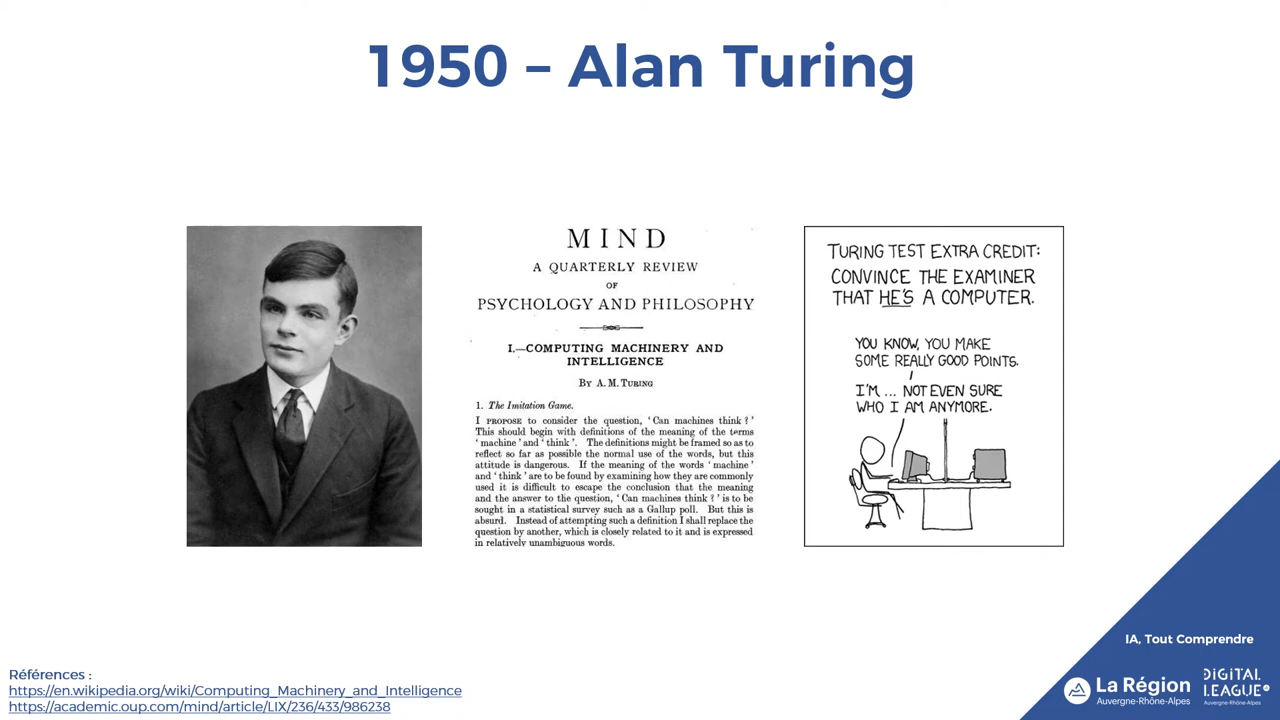 1950 – Alan Turing
MIND
A QUARTERLY REVIEW
OF
PSYCHOLOGY AND PHILOSOPHY
I.—COMPUTING MACHINERY AND
INTELLIGENCE
By A. M. Turing
1. The Imitation Game.
I propose to consider the question, ‘Can machines think?’
This should begin with definitions of the meaning of the terms
‘machine’ and ‘think’. The definitions might be framed so as to
reflect so far as possible the normal use of the words, but this
attitude is dangerous. If the meaning of the words ‘machine’
and ‘think’ are to be found by examining how they are commonly
used it is difficult to escape the conclusion that the meaning
and the answer to the question, ‘Can machines think?’ is to be
sought in a statistical survey such as a Gallup poll. But this is
absurd. Instead of attempting such a definition I shall replace the
question by another, which is closely related to it and is expressed
in relatively unambiguous words.
TURING TEST EXTRA CREDIT:
CONVINCE THE EXAMINER
THAT HE'S A COMPUTER.
YOU KNOW, YOU MAKE
SOME REALLY GOOD POINTS.
I'M ... NOT EVEN SURE
WHO I AM ANYMORE.
Références :
https://en.wikipedia.org/wiki/Computing_Machinery_and_Intelligence
https://academic.oup.com/mind/article/LIX/236/433/986238
IA, Tout Comprendre
La Région
Auvergne-Rhône-Alpes
DIGITAL
LEAGUE
Auvergne-Rhône-Alpes